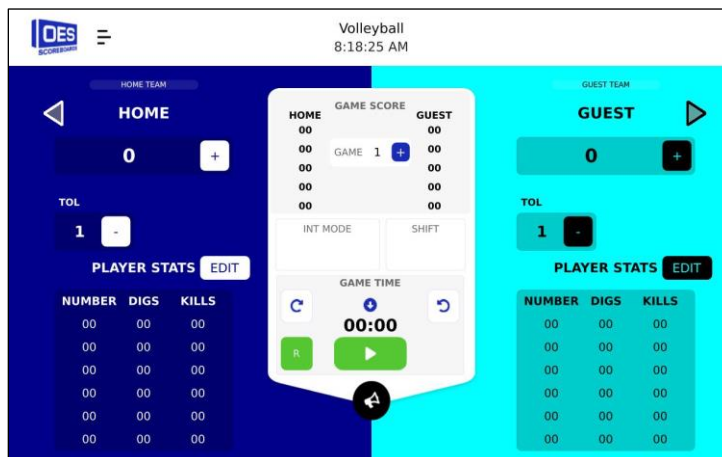 OES
SCOREBOARDS
Volleyball
8:18:25 AM
HOME TEAM
HOME
0 +
TOL
1 -
PLAYER STATS EDIT
NUMBER DIGS KILLS
00 00 00
00 00 00
00 00 00
00 00 00
00 00 00
00 00 00
GAME SCORE
HOME GUEST
00 00
00 GAME 1 + 00
00 00
00 00
00 00
INT MODE SHIFT
GAME TIME
00:00
R
GUEST TEAM
GUEST
0 +
TOL
1 -
PLAYER STATS EDIT
NUMBER DIGS KILLS
00 00 00
00 00 00
00 00 00
00 00 00
00 00 00
00 00 00